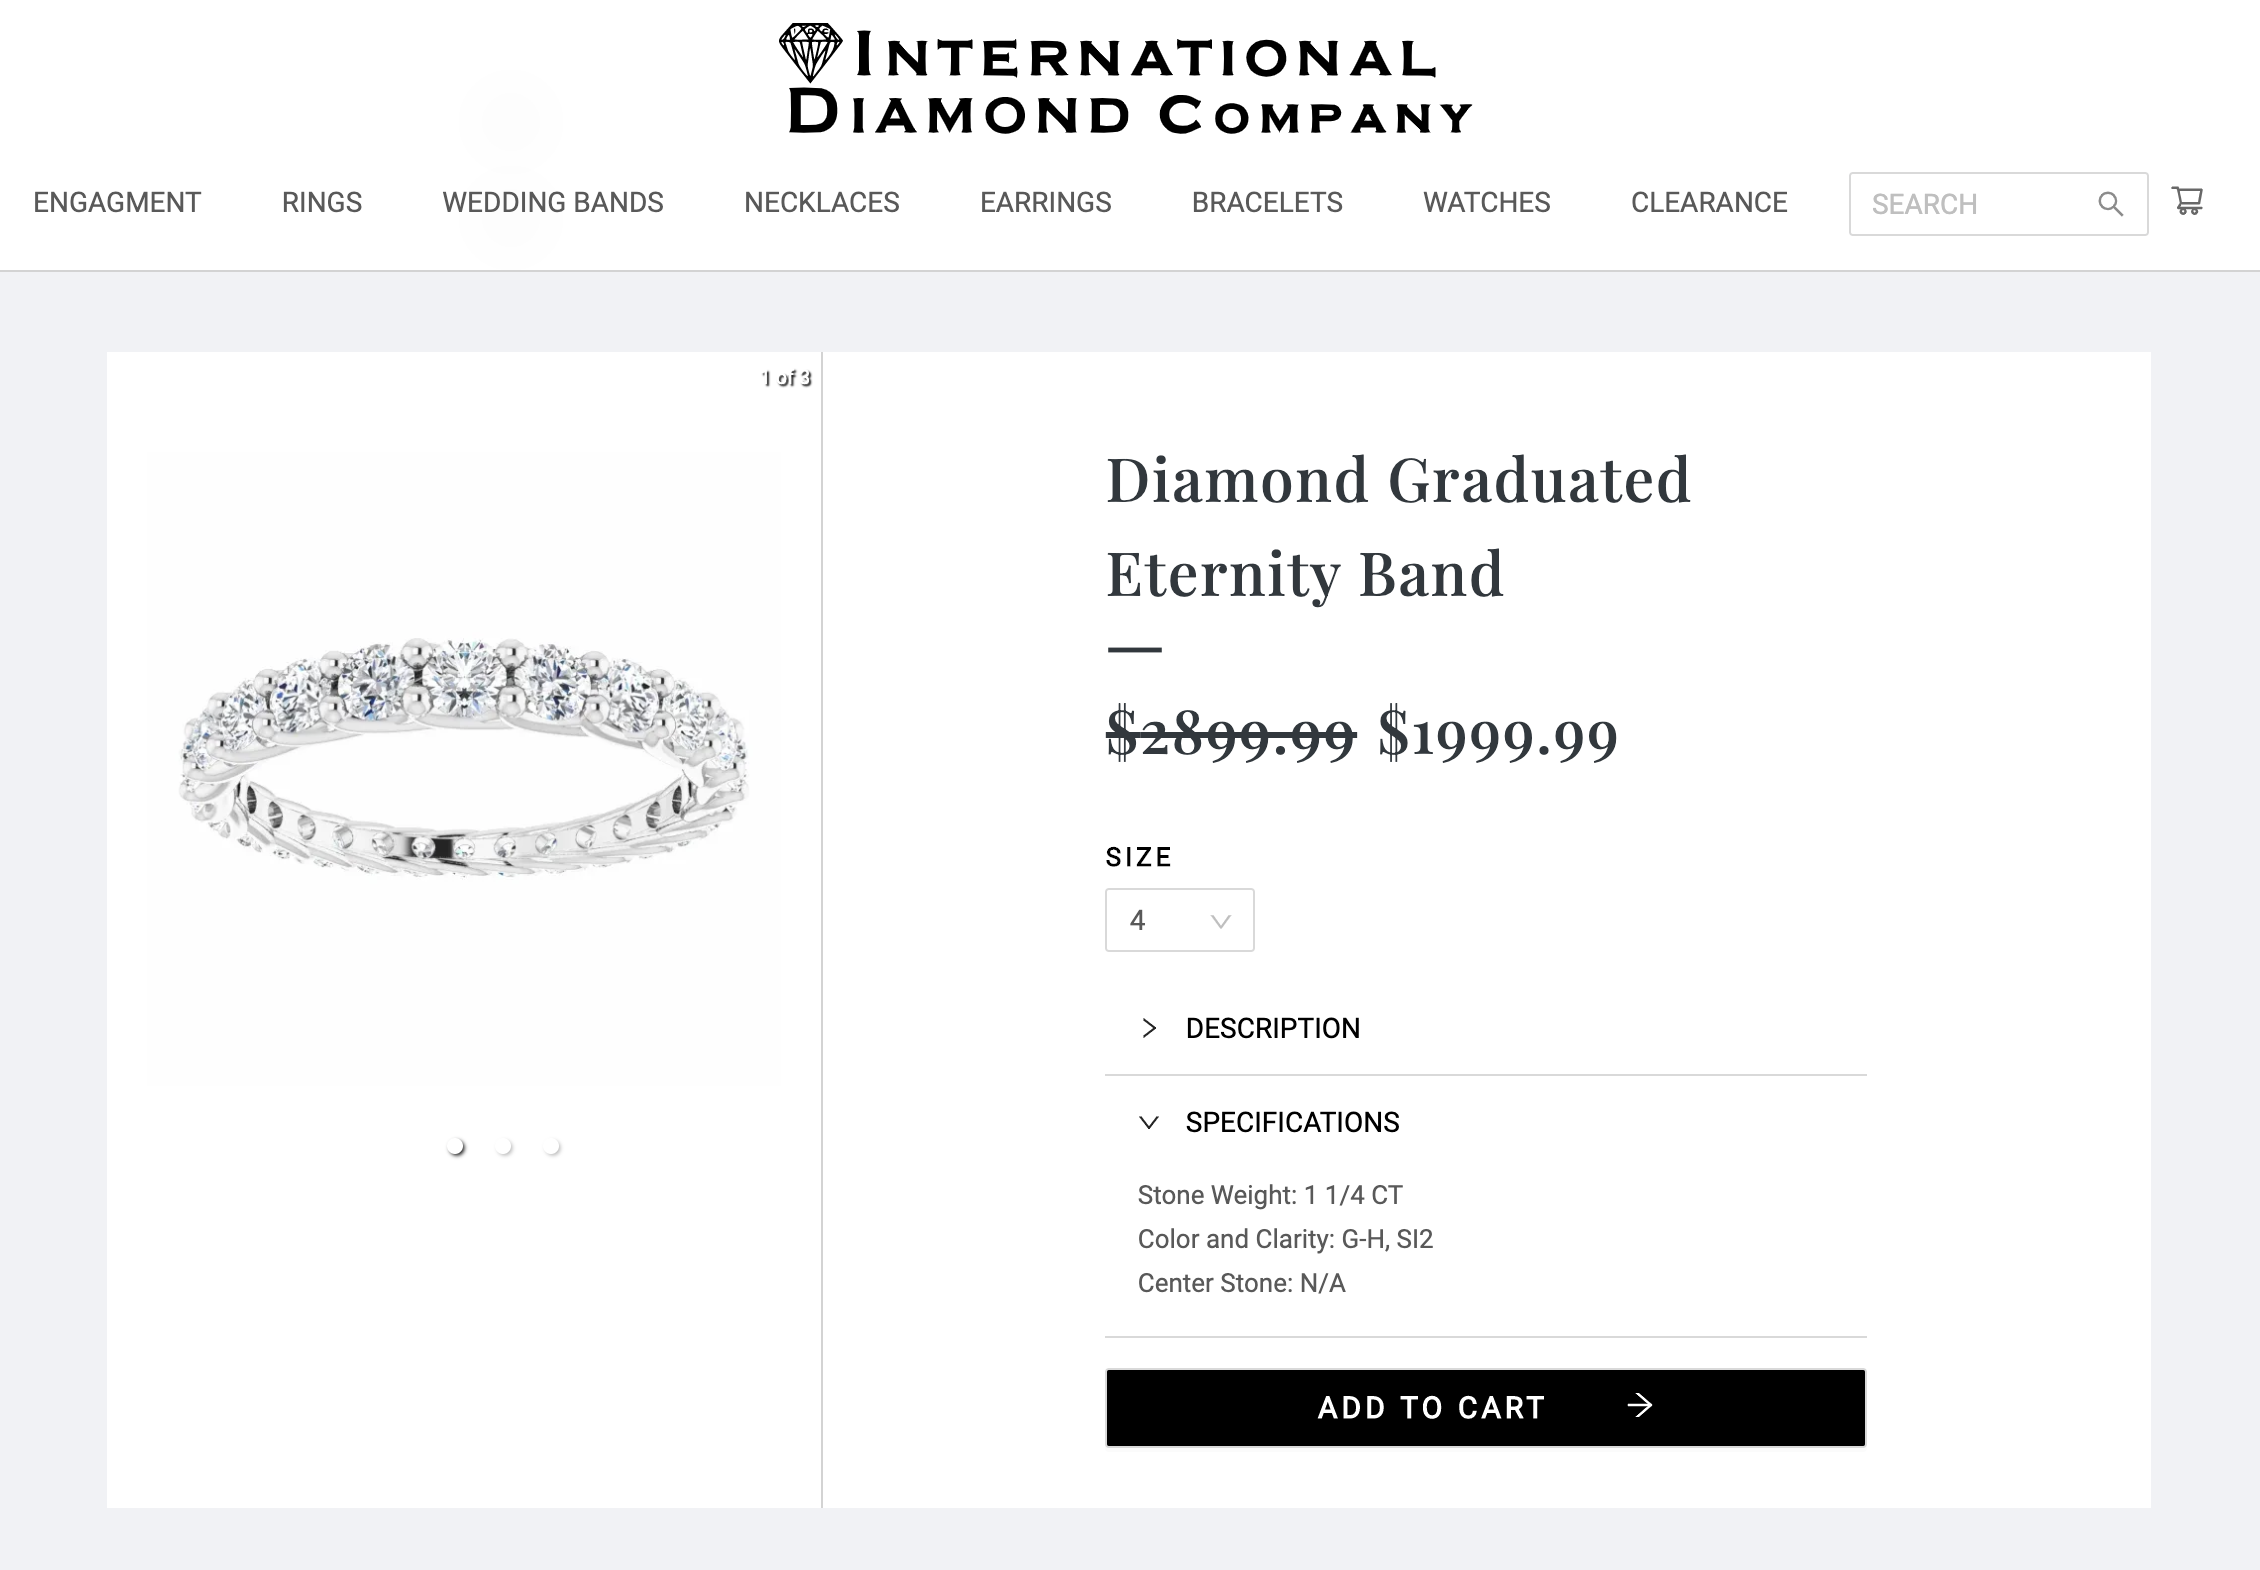 INTERNATIONAL
DIAMOND COMPANY
ENGAGMENT RINGS WEDDING BANDS NECKLACES EARRINGS BRACELETS WATCHES CLEARANCE SEARCH
1 of 3
Diamond Graduated
Eternity Band
$2899.99 $1999.99
SIZE
4
DESCRIPTION
SPECIFICATIONS
Stone Weight: 1 1/4 CT
Color and Clarity: G-H, SI2
Center Stone: N/A
ADD TO CART